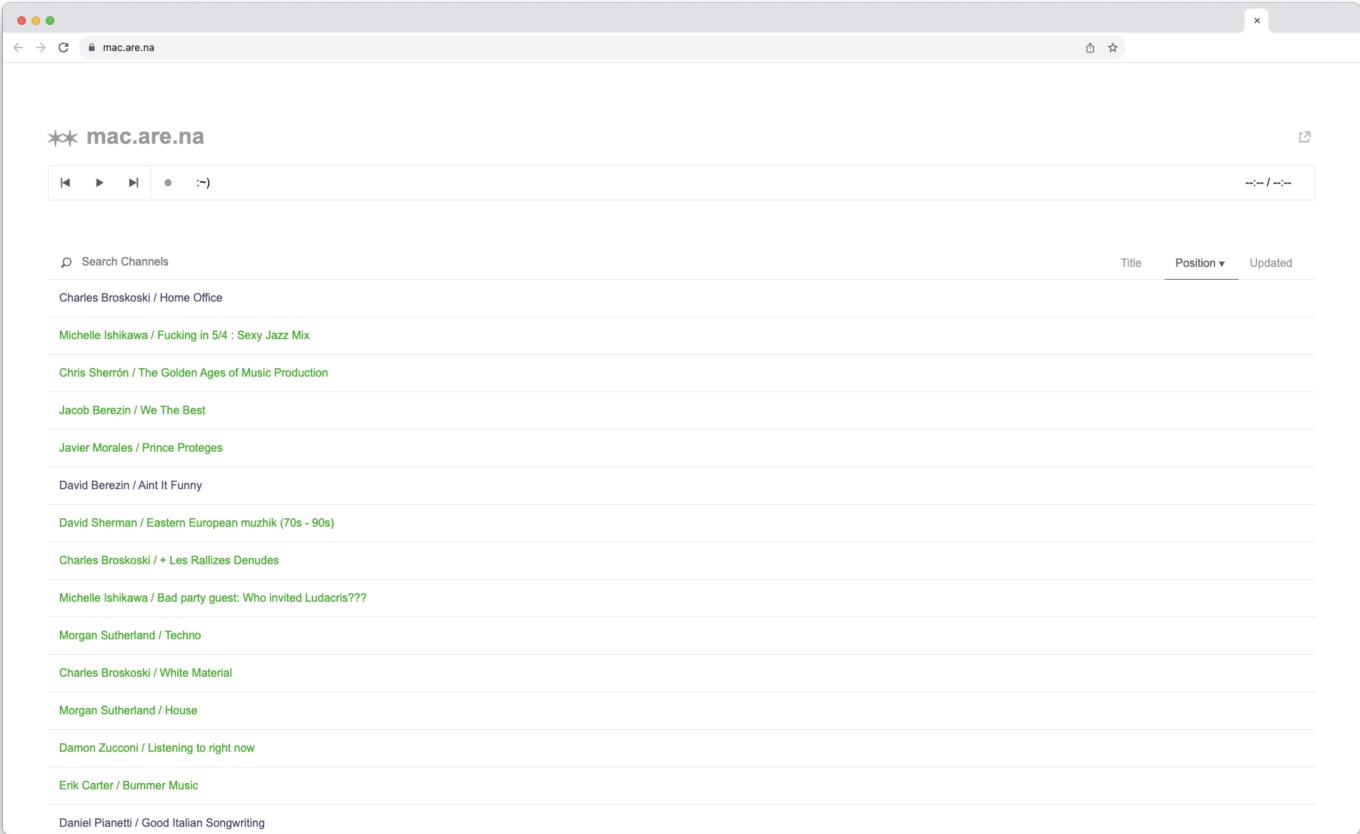 mac.are.na
mac.are.na
:~)
--:-- / --:--
Search Channels
Title Position ▾ Updated
Charles Broskoski / Home Office
Michelle Ishikawa / Fucking in 5/4 : Sexy Jazz Mix
Chris Sherrón / The Golden Ages of Music Production
Jacob Berezin / We The Best
Javier Morales / Prince Proteges
David Berezin / Aint It Funny
David Sherman / Eastern European muzhik (70s - 90s)
Charles Broskoski / + Les Rallizes Denudes
Michelle Ishikawa / Bad party guest: Who invited Ludacris???
Morgan Sutherland / Techno
Charles Broskoski / White Material
Morgan Sutherland / House
Damon Zucconi / Listening to right now
Erik Carter / Bummer Music
Daniel Pianetti / Good Italian Songwriting